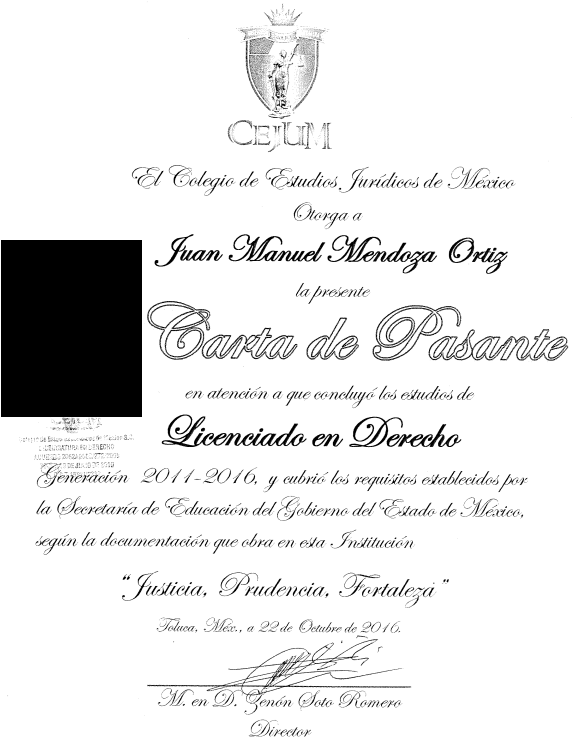 CEJUM
El Colegio de Estudios Jurídicos de México
Otorga a
Juan Manuel Mendoza Ortiz
la presente
Carta de Pasante
en atención a que concluyó los estudios de
Licenciado en Derecho
LICENCIATURA EN DERECHO
Generación 2011-2016, y cubrió los requisitos establecidos por
la Secretaría de Educación del Gobierno del Estado de México,
según la documentación que obra en esta Institución
"Justicia, Prudencia, Fortaleza"
Toluca, Méx., a 22 de Octubre de 2016.
M. en D. Zenón Soto Romero
Director